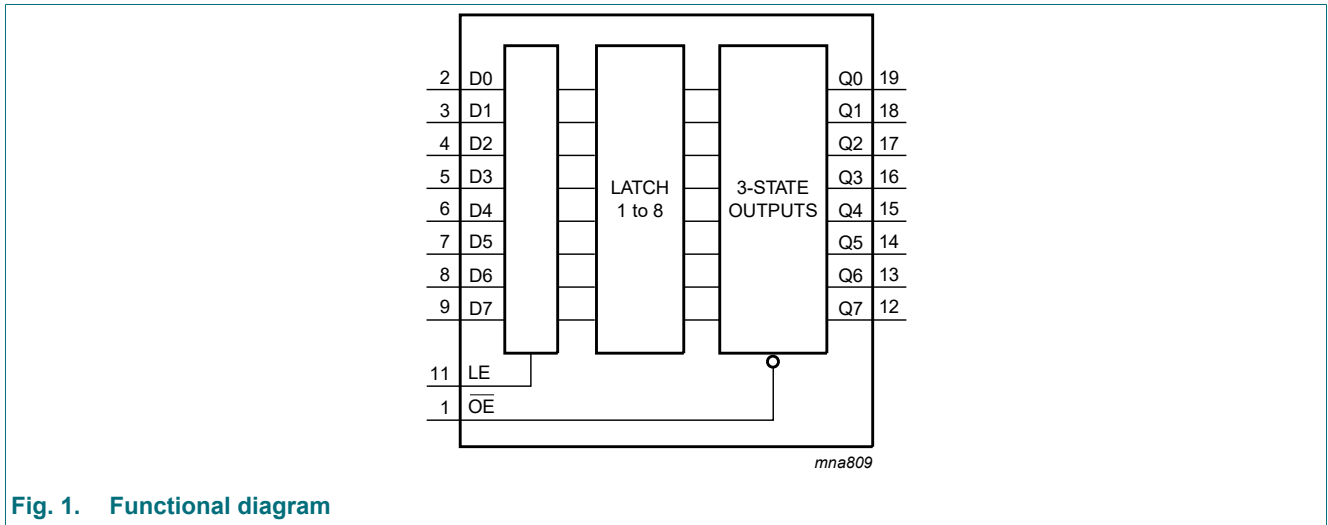 2 D0 Q0 19
3 D1 Q1 18
4 D2 Q2 17
5 D3 Q3 16
LATCH 3-STATE
1 to 8 OUTPUTS
6 D4 Q4 15
7 D5 Q5 14
8 D6 Q6 13
9 D7 Q7 12
11 LE
1 O̅E̅
mna809
Fig. 1. Functional diagram